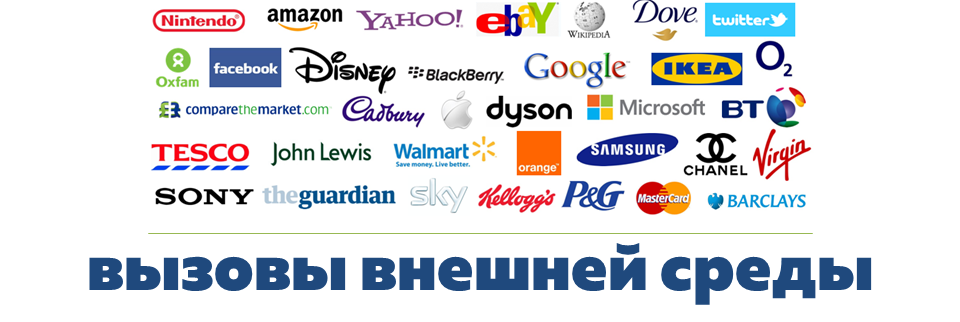 Nintendo amazon YAHOO! ebaY WIKIPEDIA Dove twitter
Oxfam facebook Disney BlackBerry Google IKEA O2
comparethemarket.com Cadbury dyson Microsoft BT
TESCO John Lewis Walmart Save money. Live better. orange SAMSUNG CHANEL Virgin
SONY theguardian sky Kellogg's P&G MasterCard BARCLAYS
вызовы внешней среды